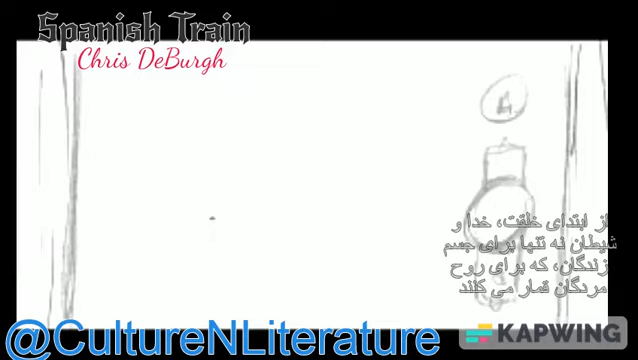 Spanish Train
Chris DeBurgh
از ابتدای خلقت، خدا و
شیطان نه تنها برای جسم
زندگان، که برای روح
مردگان قمار می کنند
@CultureNLiterature
KAPWING